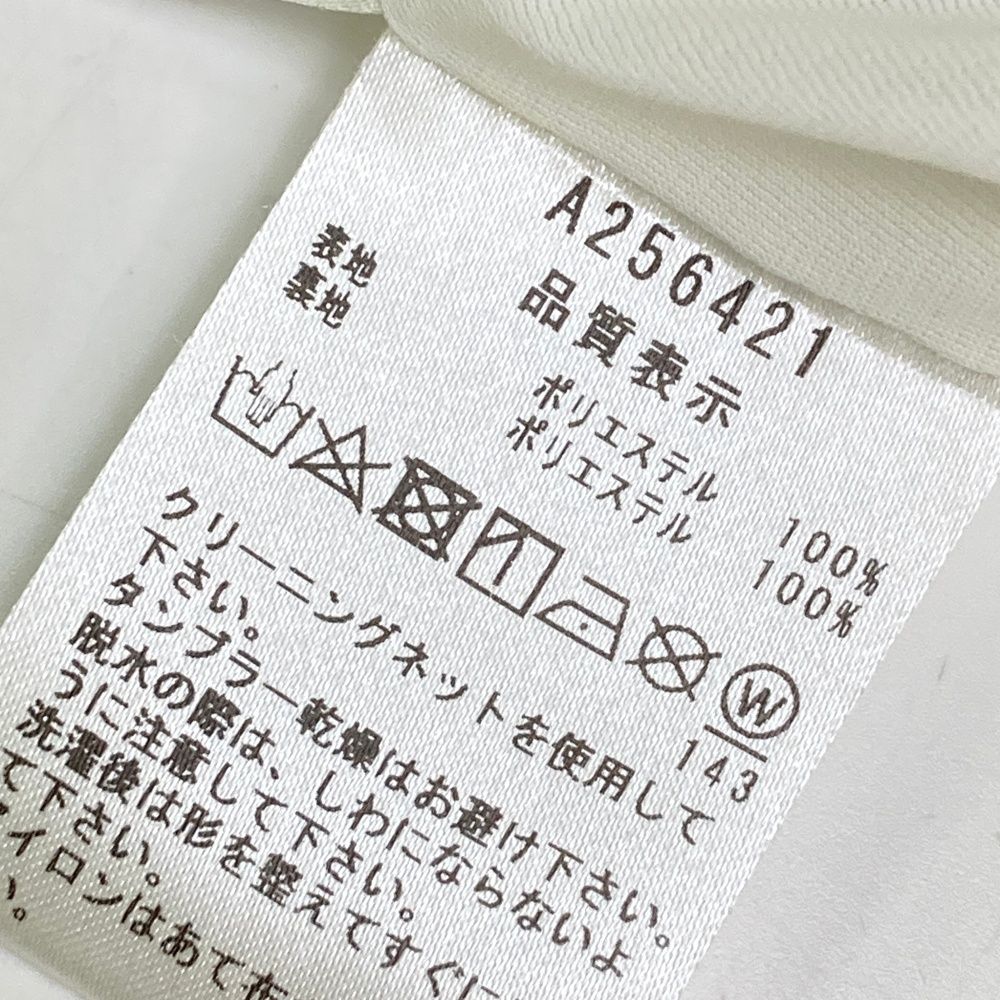 A256421
品質表示
表地 ポリエステル 100%
裏地 ポリエステル 100%
W
143
クリーニングネットを使用して
下さい。
タンブラー乾燥はお避け下さい。
脱水の際は、しわにならないよ
うに注意して下さい。
洗濯後は形を整えてすぐに
て下さい。
イロンはあて布
い。